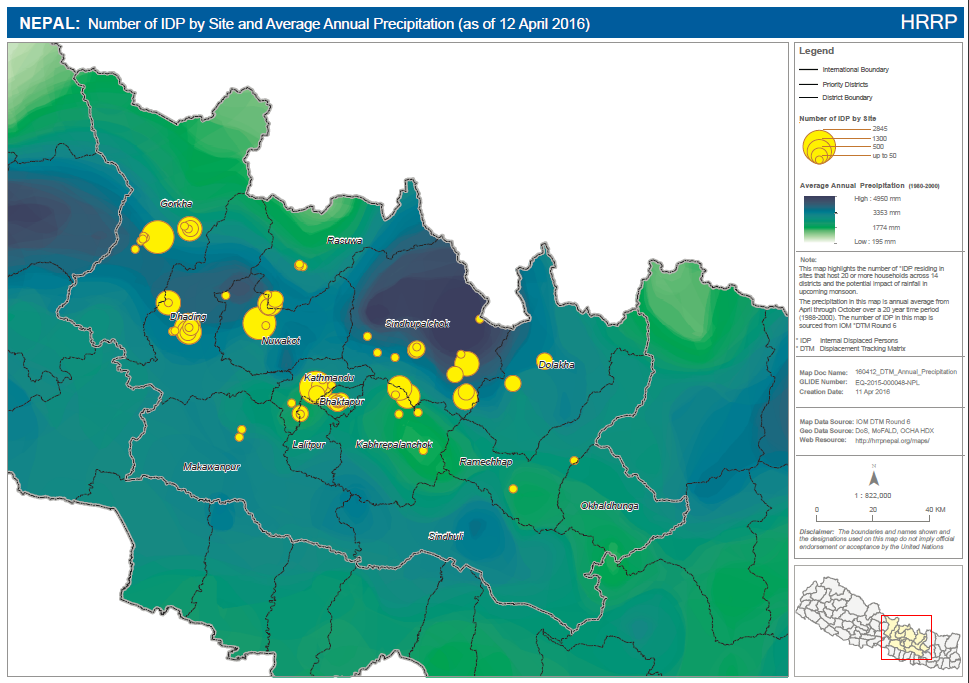 NEPAL: Number of IDP by Site and Average Annual Precipitation (as of 12 April 2016)
HRRP
Gorkha
Rasuwa
Dhading
Nuwakot
Sindhupalchok
Dolakha
Kathmandu
Bhaktapur
Lalitpur
Kabhrepalanchok
Makawanpur
Ramechhap
Okhaldhunga
Sindhuli
Legend
International Boundary
Priority Districts
District Boundary
Number of IDP by Site
2845
1300
500
up to 50
Average Annual Precipitation (1980-2000)
High : 4950 mm
3353 mm
1774 mm
Low : 195 mm
Note:
This map highlights the number of *IDP residing in
sites that host 20 or more households across 14
districts and the potential impact of rainfall in
upcoming monsoon.
The precipitation in this map is annual average from
April through October over a 20 year time period
(1988-2000). The number of IDP in this map is
sourced from IOM *DTM Round 6
* IDP Internal Displaced Persons
* DTM Displacement Tracking Matrix
Map Doc Name: 160412_DTM_Annual_Precipitation
GLIDE Number: EQ-2015-000048-NPL
Creation Date: 11 Apr 2016
Map Data Source: IOM DTM Round 6
Geo Data Source: DoS, MoFALD, OCHA HDX
Web Resource: http://hrrpnepal.org/maps/
N
1 : 822,000
0 20 40 KM
Disclaimer: The boundaries and names shown and
the designations used on this map do not imply official
endorsement or acceptance by the United Nations